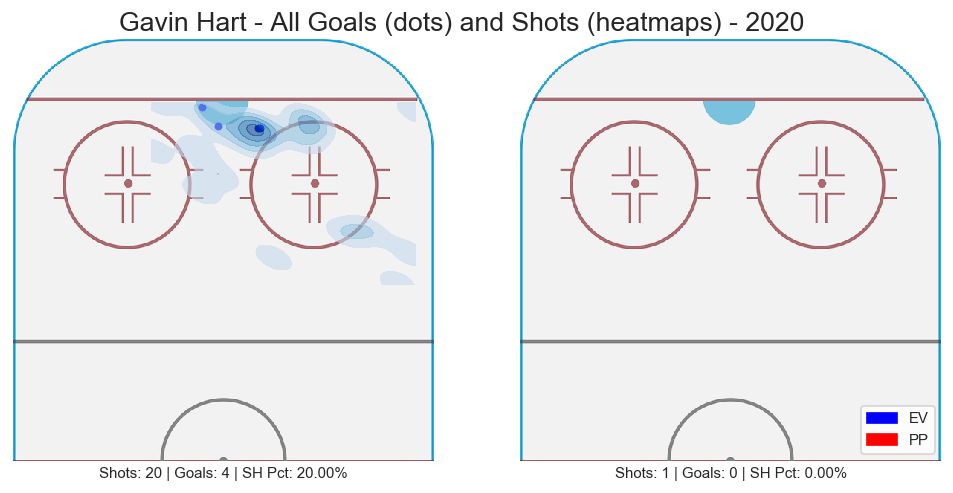 Gavin Hart - All Goals (dots) and Shots (heatmaps) - 2020
EV
PP
Shots: 20 | Goals: 4 | SH Pct: 20.00%
Shots: 1 | Goals: 0 | SH Pct: 0.00%